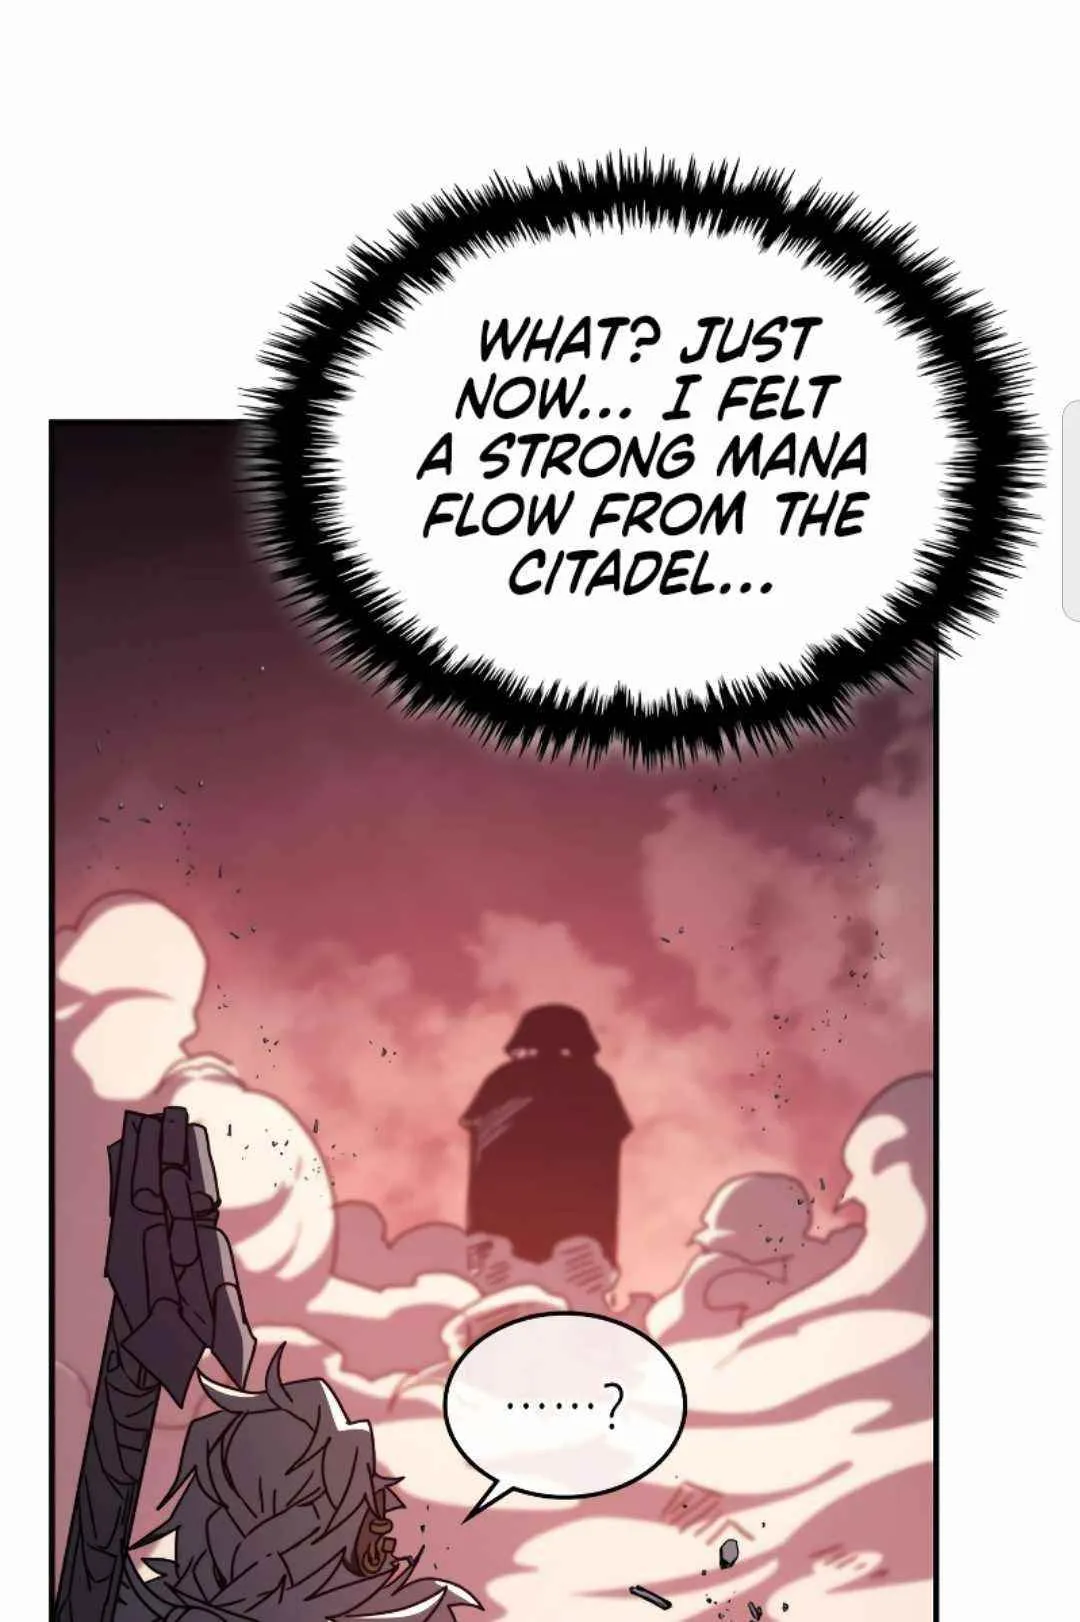 WHAT? JUST
NOW... I FELT
A STRONG MANA
FLOW FROM THE
CITADEL...
......?